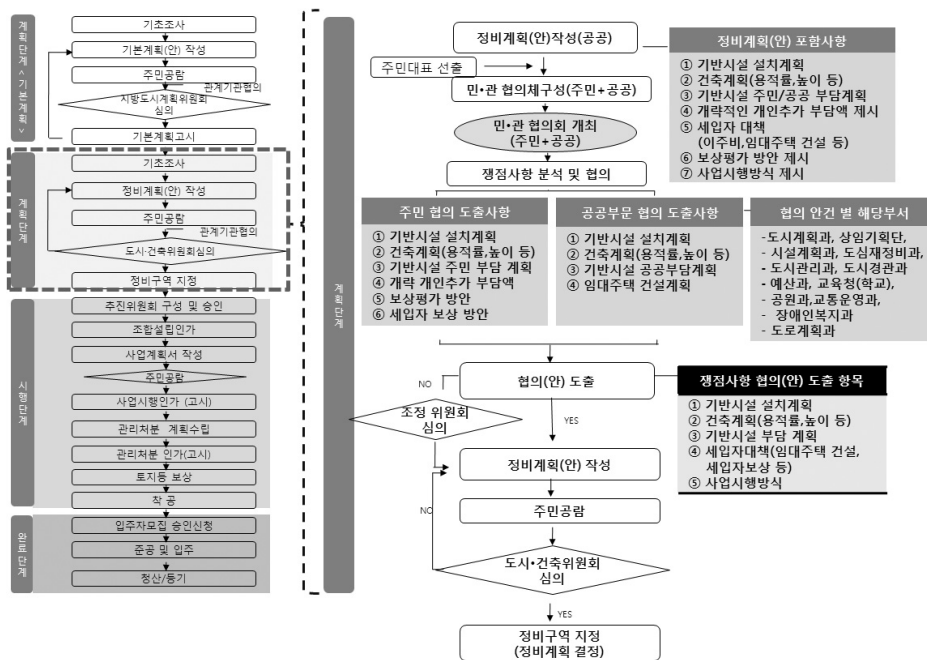 계획단계<기본계획>
기초조사
기본계획(안) 작성
주민공람
관계기관협의
지방도시계획위원회
심의
기본계획고시
계획단계
기초조사
정비계획(안) 작성
주민공람
관계기관협의
도시·건축위원회심의
정비구역 지정
시행단계
추진위원회 구성 및 승인
조합설립인가
사업계획서 작성
주민공람
사업시행인가 (고시)
관리처분 계획수립
관리처분 인가(고시)
토지등 보상
착 공
완료단계
입주자모집 승인신청
준공 및 입주
청산/등기
계획단계
정비계획(안)작성(공공)
주민대표 선출
민·관 협의체구성(주민+공공)
민·관 협의회 개최
(주민+공공)
쟁점사항 분석 및 협의
정비계획(안) 포함사항
① 기반시설 설치계획
② 건축계획(용적률,높이 등)
③ 기반시설 주민/공공 부담계획
④ 개략적인 개인추가 부담액 제시
⑤ 세입자 대책
(이주비,임대주택 건설 등)
⑥ 보상평가 방안 제시
⑦ 사업시행방식 제시
주민 협의 도출사항
① 기반시설 설치계획
② 건축계획(용적률,높이 등)
③ 기반시설 주민 부담 계획
④ 개략 개인추가 부담액
⑤ 보상평가 방안
⑥ 세입자 보상 방안
공공부문 협의 도출사항
① 기반시설 설치계획
② 건축계획(용적률,높이 등)
③ 기반시설 공공부담계획
④ 임대주택 건설계획
협의 안건 별 해당부서
-도시계획과, 상임기획단,
- 시설계획과, 도심재정비과,
- 도시관리과, 도시경관과
- 예산과, 교육청(학교),
- 공원과,교통운영과,
- 장애인복지과
- 도로계획과
NO
협의(안) 도출
조정 위원회
심의
YES
쟁점사항 협의(안) 도출 항목
① 기반시설 설치계획
② 건축계획(용적률,높이 등)
③ 기반시설 부담 계획
④ 세입자대책(임대주택 건설,
세입자보상 등)
⑤ 사업시행방식
정비계획(안) 작성
NO
주민공람
도시·건축위원회
심의
YES
정비구역 지정
(정비계획 결정)